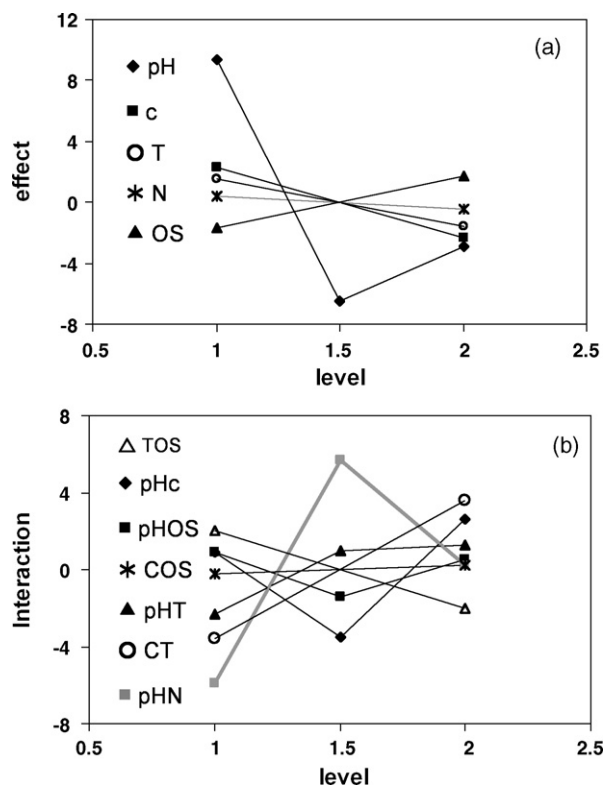 12
(a)
pH
8
c
4
T
effect
0
N
OS
-4
-8
0.5 1 1.5 2 2.5
level
8
TOS
(b)
pHc
4
pHOS
COS
Interaction
0
pHT
-4
CT
pHN
-8
0.5 1 1.5 2 2.5
level